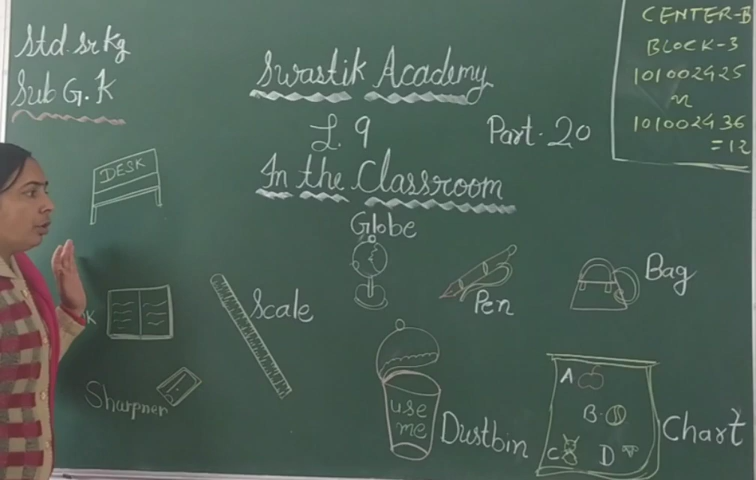 Std. Sr Kg
Sub G.K
Swastik Academy
L. 9
Part. 20
In the Classroom
CENTER-B
BLOCK-3
101002425
n
101002436
=12
DESK
Globe
Pen
Bag
K
Scale
Sharpner
use
me
Dustbin
A
B.
C
D
Chart